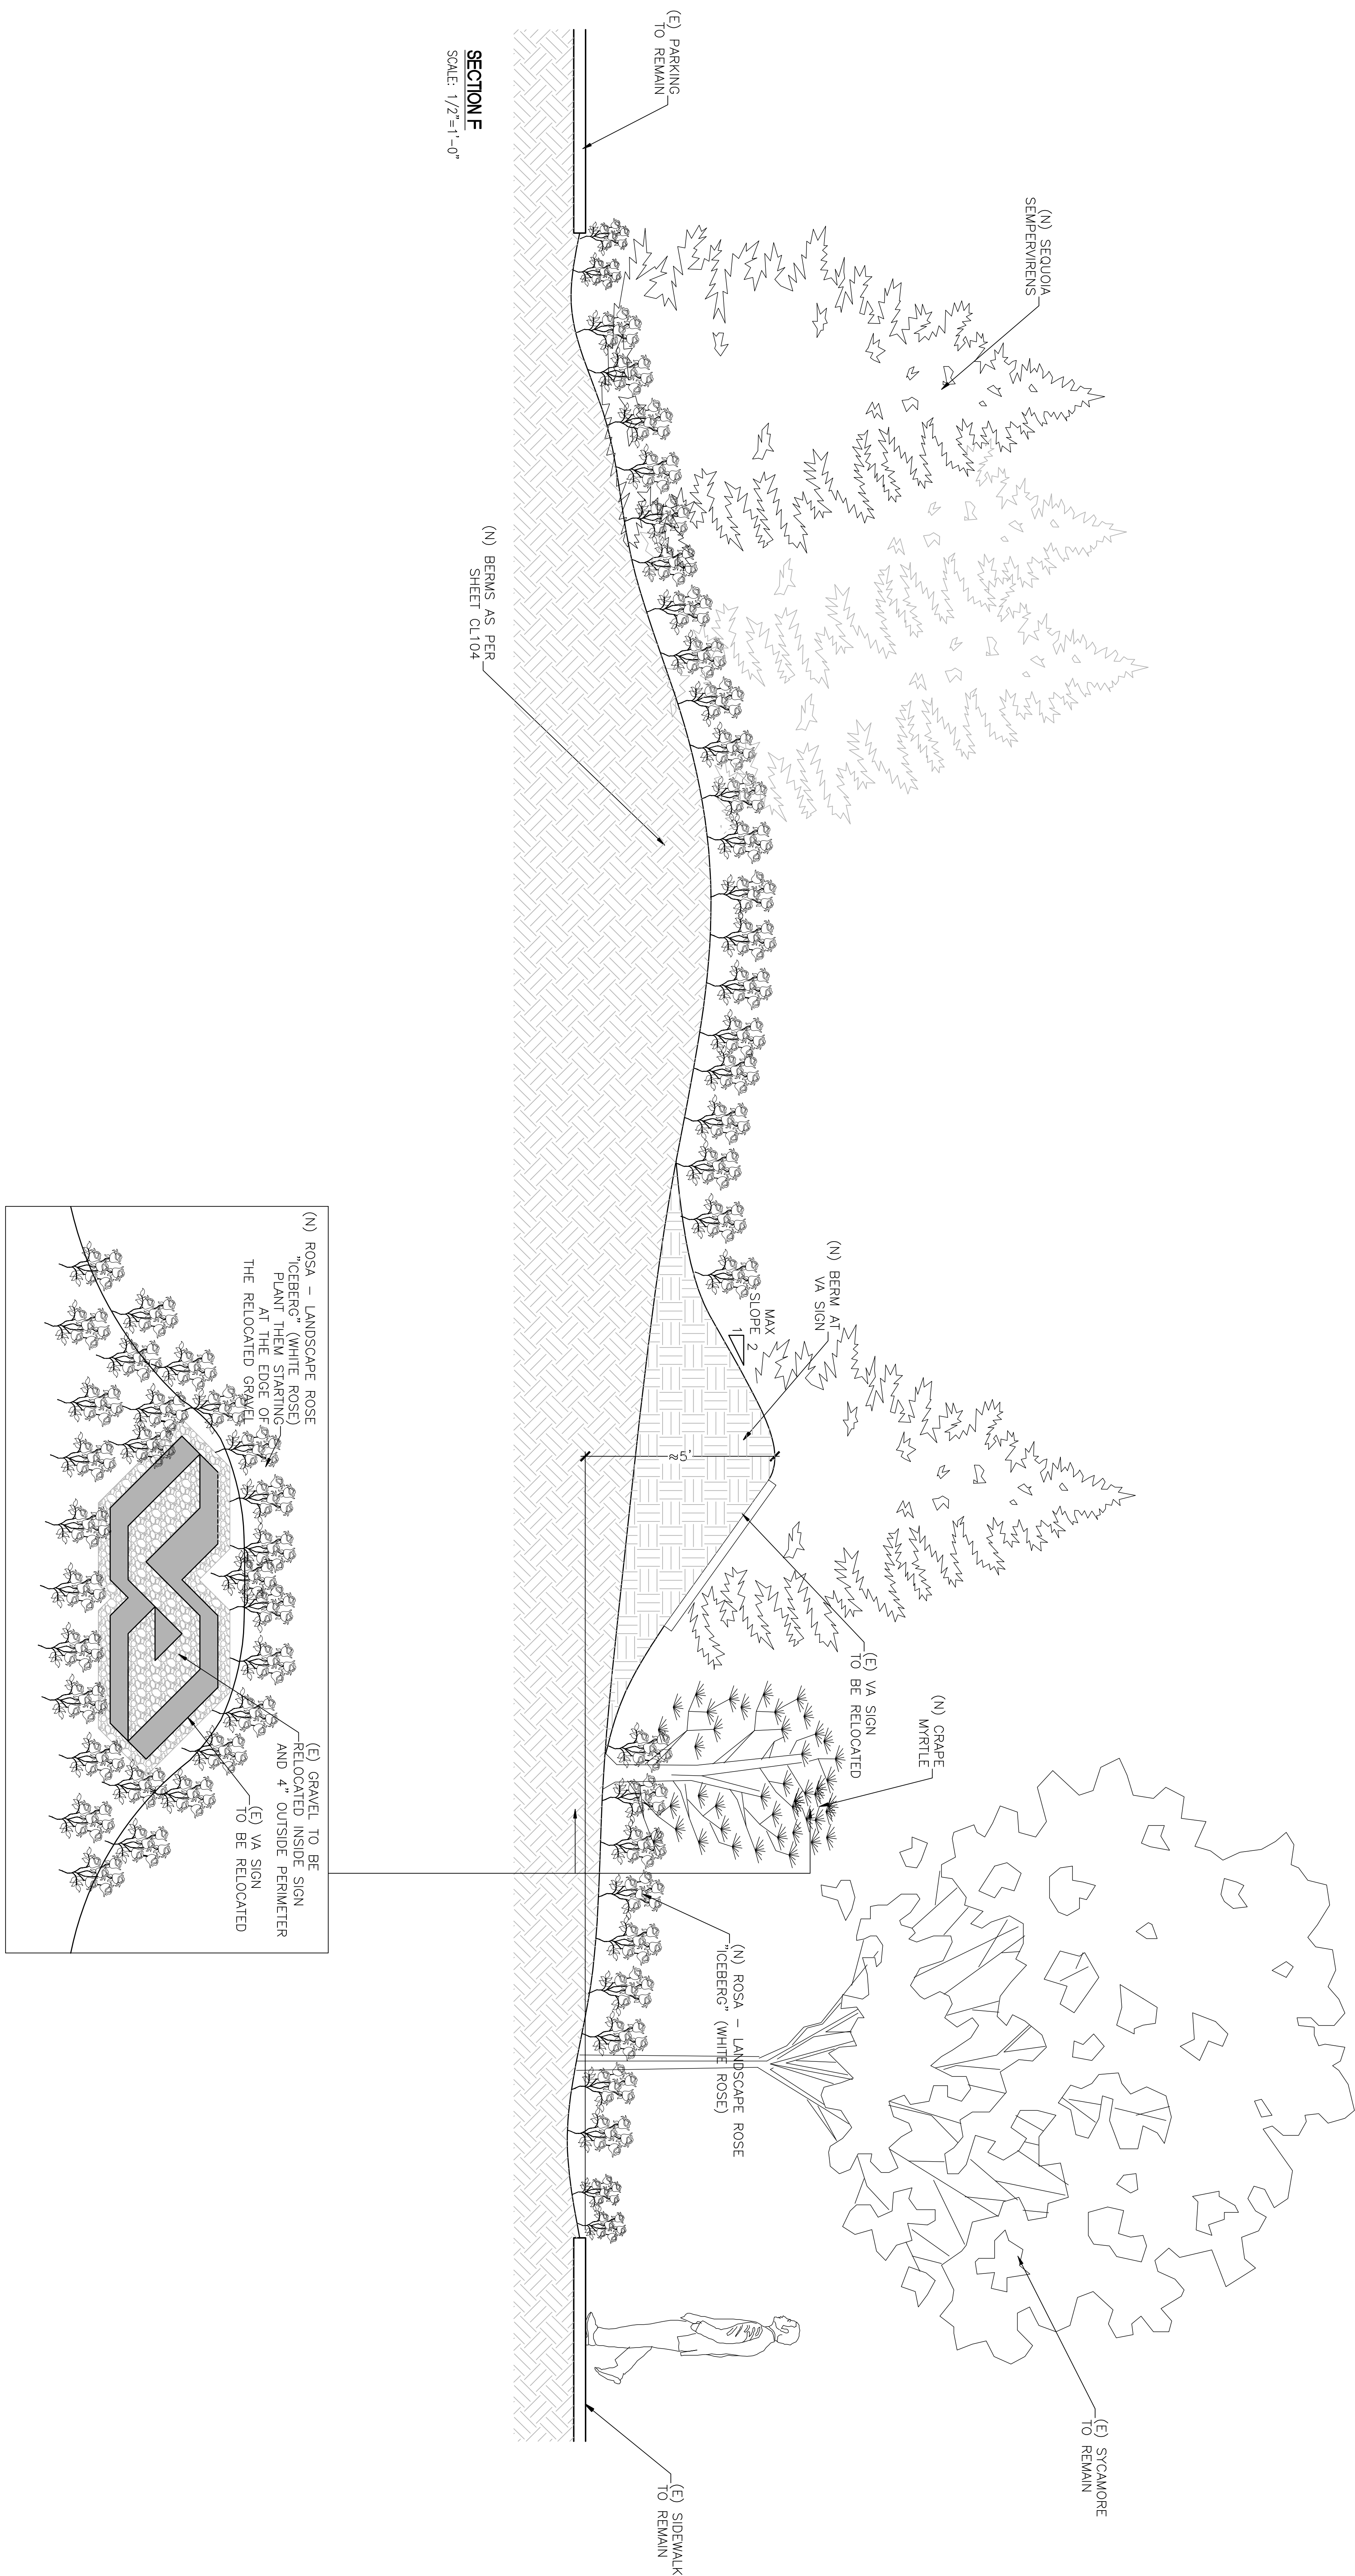 (N) SEQUOIA
SEMPERVIRENS
(E) PARKING
TO REMAIN
(N) BERM AT
VA SIGN
MAX
SLOPE
2
1
≈5'
(E) VA SIGN
TO BE RELOCATED
(N) CRAPE
MYRTLE
(N) ROSA – LANDSCAPE ROSE
"ICEBERG" (WHITE ROSE)
(E) SYCAMORE
TO REMAIN
(E) SIDEWALK
TO REMAIN
(N) BERMS AS PER
SHEET CL104
SECTION F
SCALE: 1/2"=1'-0"
(N) ROSA – LANDSCAPE ROSE
"ICEBERG" (WHITE ROSE)
PLANT THEM STARTING
AT THE EDGE OF
THE RELOCATED GRAVEL
(E) GRAVEL TO BE
RELOCATED INSIDE SIGN
AND 4" OUTSIDE PERIMETER
(E) VA SIGN
TO BE RELOCATED